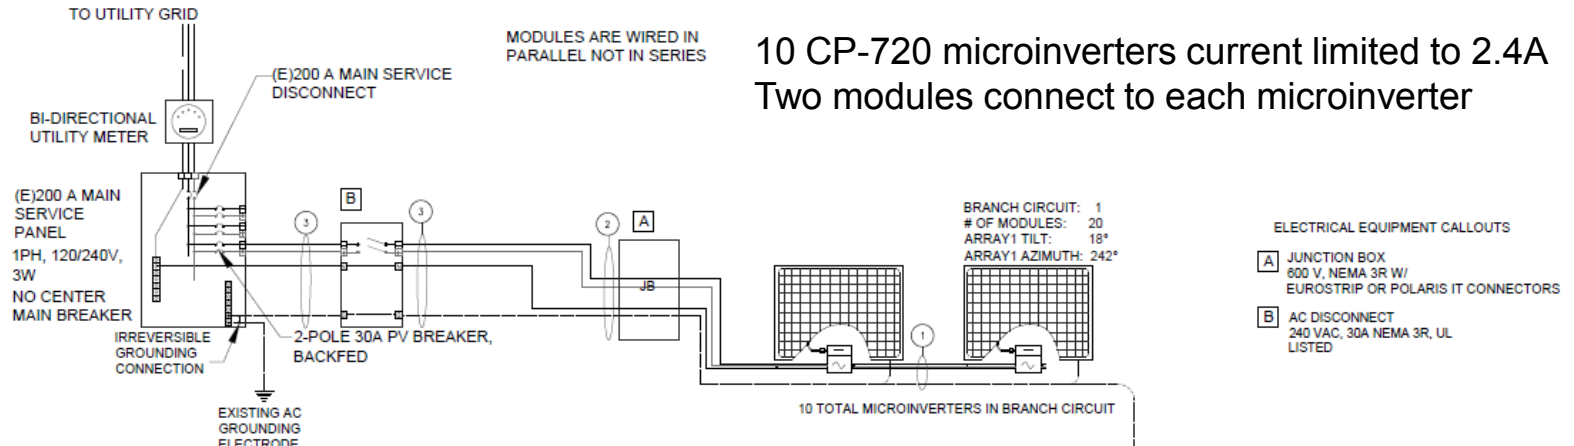 TO UTILITY GRID
MODULES ARE WIRED IN
PARALLEL NOT IN SERIES
10 CP-720 microinverters current limited to 2.4A
Two modules connect to each microinverter
(E)200 A MAIN SERVICE
DISCONNECT
BI-DIRECTIONAL
UTILITY METER
(E)200 A MAIN
SERVICE
PANEL
1PH, 120/240V,
3W
NO CENTER
MAIN BREAKER
B
3
3
2
A
JB
BRANCH CIRCUIT: 1
# OF MODULES: 20
ARRAY1 TILT: 18°
ARRAY1 AZIMUTH: 242°
1
ELECTRICAL EQUIPMENT CALLOUTS
A JUNCTION BOX
600 V, NEMA 3R W/
EUROSTRIP OR POLARIS IT CONNECTORS
B AC DISCONNECT
240 VAC, 30A NEMA 3R, UL
LISTED
IRREVERSIBLE
GROUNDING
CONNECTION
2-POLE 30A PV BREAKER,
BACKFED
10 TOTAL MICROINVERTERS IN BRANCH CIRCUIT
EXISTING AC
GROUNDING
ELECTRODE